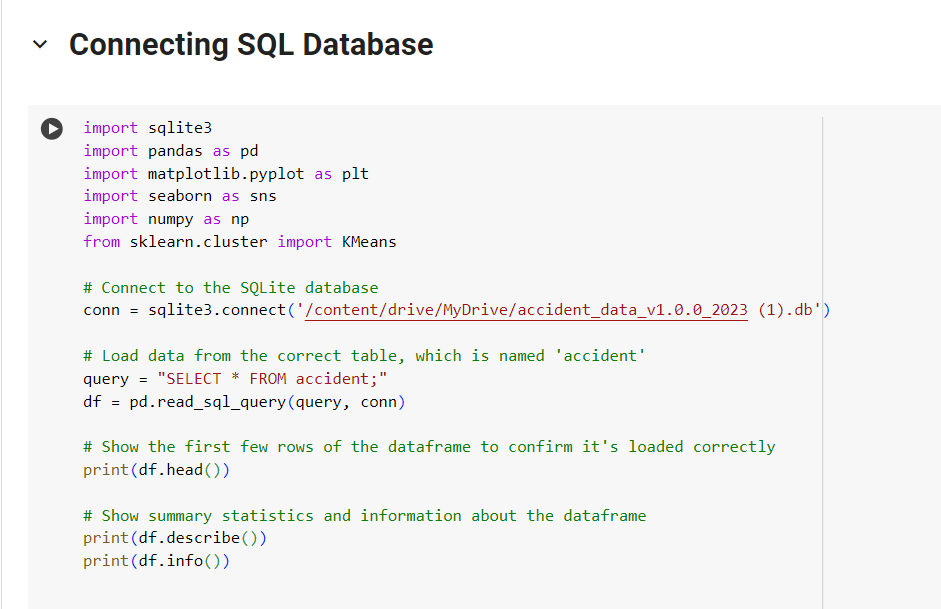 Connecting SQL Database
import sqlite3
import pandas as pd
import matplotlib.pyplot as plt
import seaborn as sns
import numpy as np
from sklearn.cluster import KMeans
# Connect to the SQLite database
conn = sqlite3.connect('/content/drive/MyDrive/accident_data_v1.0.0_2023 (1).db')
# Load data from the correct table, which is named 'accident'
query = "SELECT * FROM accident;"
df = pd.read_sql_query(query, conn)
# Show the first few rows of the dataframe to confirm it's loaded correctly
print(df.head())
# Show summary statistics and information about the dataframe
print(df.describe())
print(df.info())